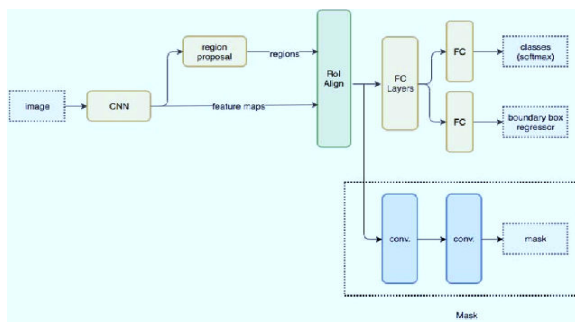 region
proposal
regions
image
CNN
feature maps
RoI
Align
FC
Layers
FC
classes
(softmax)
FC
boundary box
regressor
conv.
conv.
mask
Mask